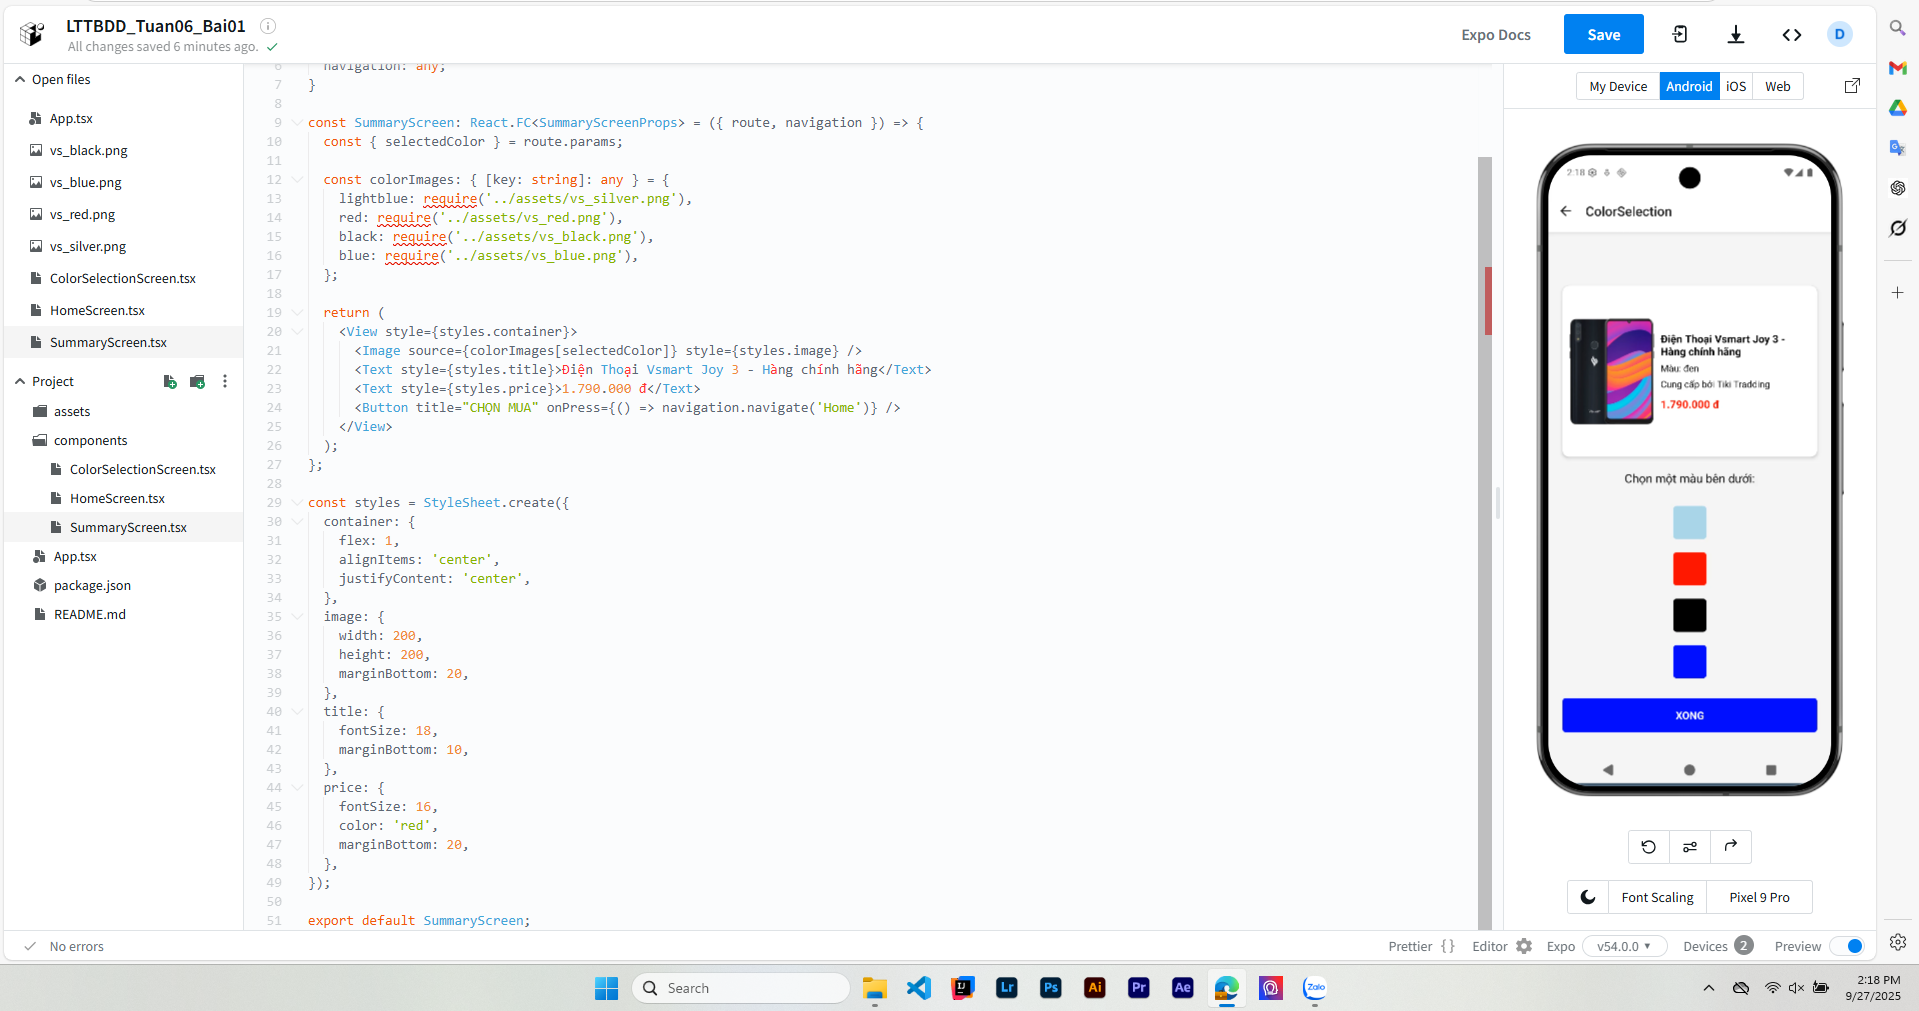 LTTBDD_Tuan06_Bai01
All changes saved 6 minutes ago.
Expo Docs
Save
D
Open files
App.tsx
vs_black.png
vs_blue.png
vs_red.png
vs_silver.png
ColorSelectionScreen.tsx
HomeScreen.tsx
SummaryScreen.tsx
Project
assets
components
ColorSelectionScreen.tsx
HomeScreen.tsx
SummaryScreen.tsx
App.tsx
package.json
README.md
6 navigation: any;
7 }
8
9 const SummaryScreen: React.FC<SummaryScreenProps> = ({ route, navigation }) => {
10 const { selectedColor } = route.params;
11
12 const colorImages: { [key: string]: any } = {
13 lightblue: require('../assets/vs_silver.png'),
14 red: require('../assets/vs_red.png'),
15 black: require('../assets/vs_black.png'),
16 blue: require('../assets/vs_blue.png'),
17 };
18
19 return (
20 <View style={styles.container}>
21 <Image source={colorImages[selectedColor]} style={styles.image} />
22 <Text style={styles.title}>Điện Thoại Vsmart Joy 3 - Hàng chính hãng</Text>
23 <Text style={styles.price}>1.790.000 đ</Text>
24 <Button title="CHỌN MUA" onPress={() => navigation.navigate('Home')} />
25 </View>
26 );
27 };
28
29 const styles = StyleSheet.create({
30 container: {
31 flex: 1,
32 alignItems: 'center',
33 justifyContent: 'center',
34 },
35 image: {
36 width: 200,
37 height: 200,
38 marginBottom: 20,
39 },
40 title: {
41 fontSize: 18,
42 marginBottom: 10,
43 },
44 price: {
45 fontSize: 16,
46 color: 'red',
47 marginBottom: 20,
48 },
49 });
50
51 export default SummaryScreen;
My Device Android iOS Web
2:18
ColorSelection
Điện Thoại Vsmart Joy 3 -
Hàng chính hãng
Màu: đen
Cung cấp bởi: Tiki Tradding
1.790.000 đ
Chọn một màu bên dưới:
XONG
Font Scaling
Pixel 9 Pro
No errors
Prettier {} Editor Expo v54.0.0 Devices 2 Preview
Search
Lr
Ps
Ai
Pr
Ae
Zalo
2:18 PM
9/27/2025